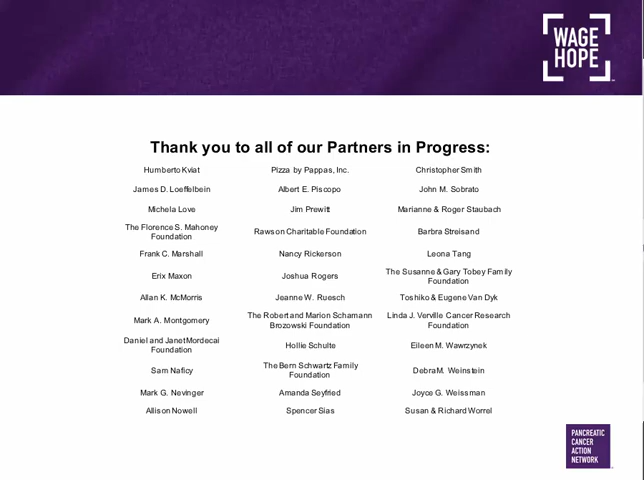 WAGE
HOPE
Thank you to all of our Partners in Progress:
Humberto Kviat
Pizza by Pappas, Inc.
Christopher Smith
James D. Loeffelbein
Albert E. Piscopo
John M. Sobrato
Michela Love
Jim Prewitt
Marianne & Roger Staubach
The Florence S. Mahoney
Foundation
Rawson Charitable Foundation
Barbra Streisand
Frank C. Marshall
Nancy Rickerson
Leona Tang
Erix Maxon
Joshua Rogers
The Susanne & Gary Tobey Family
Foundation
Allan K. McMorris
Jeanne W. Ruesch
Toshiko & Eugene Van Dyk
Mark A. Montgomery
The Robert and Marion Schamann
Brozowski Foundation
Linda J. Verville Cancer Research
Foundation
Daniel and Janet Mordecai
Foundation
Hollie Schulte
Eileen M. Wawrzynek
Sam Naficy
The Bern Schwartz Family
Foundation
Debra M. Weinstein
Mark G. Nevinger
Amanda Seyfried
Joyce G. Weissman
Allison Nowell
Spencer Sias
Susan & Richard Worrel
PANCREATIC
CANCER
ACTION
NETWORK